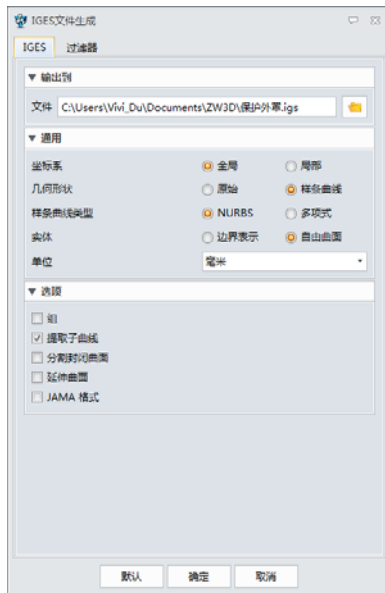 IGES文件生成
IGES 过滤器
输出到
文件 C:\Users\Vivi_Du\Documents\ZW3D\保护外罩.igs
通用
坐标系 全局 局部
几何形状 原始 样条曲线
样条曲线类型 NURBS 多项式
实体 边界表示 自由曲面
单位 毫米
选项
组
提取子曲线
分割封闭曲面
延伸曲面
JAMA 格式
默认 确定 取消